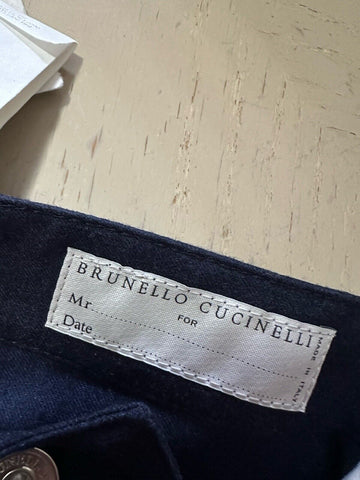 BRUNELLO CUCINELLI
FOR
Mr
Date
MADE IN ITALY